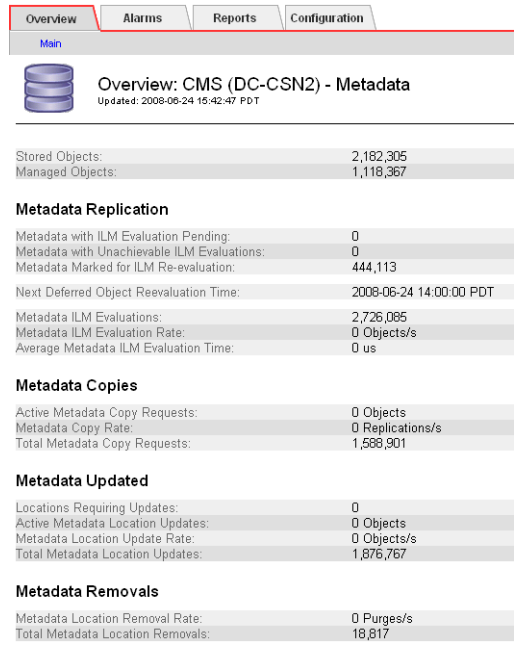 Overview Alarms Reports Configuration
Main
Overview: CMS (DC-CSN2) - Metadata
Updated: 2008-06-24 15:42:47 PDT
Stored Objects: 2,182,305
Managed Objects: 1,118,367
Metadata Replication
Metadata with ILM Evaluation Pending: 0
Metadata with Unachievable ILM Evaluations: 0
Metadata Marked for ILM Re-evaluation: 444,113
Next Deferred Object Reevaluation Time: 2008-06-24 14:00:00 PDT
Metadata ILM Evaluations: 2,726,085
Metadata ILM Evaluation Rate: 0 Objects/s
Average Metadata ILM Evaluation Time: 0 us
Metadata Copies
Active Metadata Copy Requests: 0 Objects
Metadata Copy Rate: 0 Replications/s
Total Metadata Copy Requests: 1,588,901
Metadata Updated
Locations Requiring Updates: 0
Active Metadata Location Updates: 0 Objects
Metadata Location Update Rate: 0 Objects/s
Total Metadata Location Updates: 1,876,767
Metadata Removals
Metadata Location Removal Rate: 0 Purges/s
Total Metadata Location Removals: 18,817